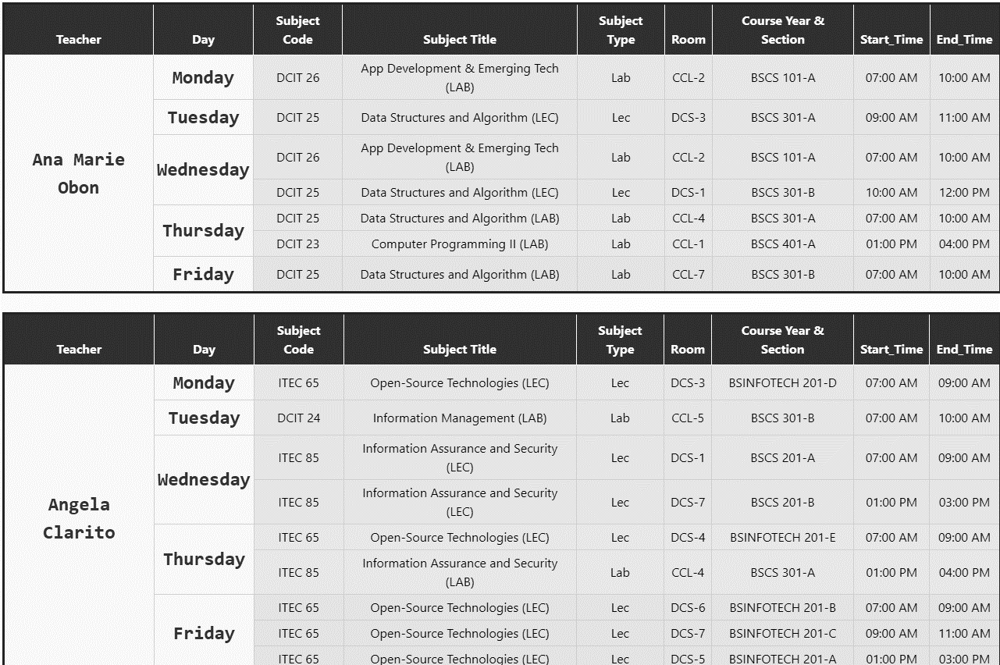 Teacher Day Subject Code Subject Title Subject Type Room Course Year & Section Start_Time End_Time
Ana Marie Obon
Monday DCIT 26 App Development & Emerging Tech (LAB) Lab CCL-2 BSCS 101-A 07:00 AM 10:00 AM
Tuesday DCIT 25 Data Structures and Algorithm (LEC) Lec DCS-3 BSCS 301-A 09:00 AM 11:00 AM
Wednesday DCIT 26 App Development & Emerging Tech (LAB) Lab CCL-2 BSCS 101-A 07:00 AM 10:00 AM
DCIT 25 Data Structures and Algorithm (LEC) Lec DCS-1 BSCS 301-B 10:00 AM 12:00 PM
Thursday DCIT 25 Data Structures and Algorithm (LAB) Lab CCL-4 BSCS 301-A 07:00 AM 10:00 AM
DCIT 23 Computer Programming II (LAB) Lab CCL-1 BSCS 401-A 01:00 PM 04:00 PM
Friday DCIT 25 Data Structures and Algorithm (LAB) Lab CCL-7 BSCS 301-B 07:00 AM 10:00 AM
Teacher Day Subject Code Subject Title Subject Type Room Course Year & Section Start_Time End_Time
Angela Clarito
Monday ITEC 65 Open-Source Technologies (LEC) Lec DCS-3 BSINFOTECH 201-D 07:00 AM 09:00 AM
Tuesday DCIT 24 Information Management (LAB) Lab CCL-5 BSCS 301-B 07:00 AM 10:00 AM
Wednesday ITEC 85 Information Assurance and Security (LEC) Lec DCS-1 BSCS 201-A 07:00 AM 09:00 AM
ITEC 85 Information Assurance and Security (LEC) Lec DCS-7 BSCS 201-B 01:00 PM 03:00 PM
Thursday ITEC 65 Open-Source Technologies (LEC) Lec DCS-4 BSINFOTECH 201-E 07:00 AM 09:00 AM
ITEC 85 Information Assurance and Security (LAB) Lab CCL-4 BSCS 301-A 01:00 PM 04:00 PM
Friday ITEC 65 Open-Source Technologies (LEC) Lec DCS-6 BSINFOTECH 201-B 07:00 AM 09:00 AM
ITEC 65 Open-Source Technologies (LEC) Lec DCS-7 BSINFOTECH 201-C 09:00 AM 11:00 AM
ITEC 65 Open-Source Technologies (LEC) Lec DCS-5 BSINFOTECH 201-A 01:00 PM 03:00 PM